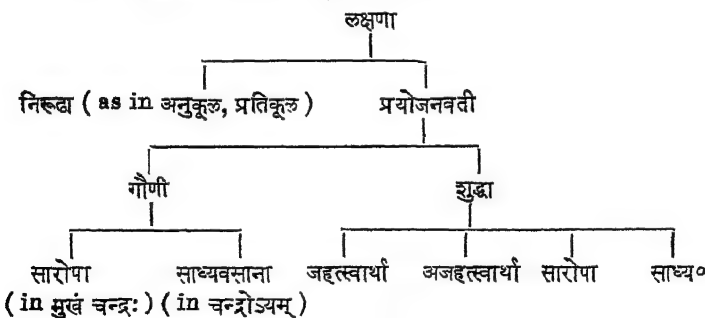 लक्षणा
निरूढा ( as in अनुकूल, प्रतिकूल ) प्रयोजनवती
गौणी शुद्धा
सारोपा साध्यवसाना जहत्स्वार्था अजहत्स्वार्था सारोपा साध्य०
( in मुखं चन्द्रः ) ( in चन्द्रोऽयम् )